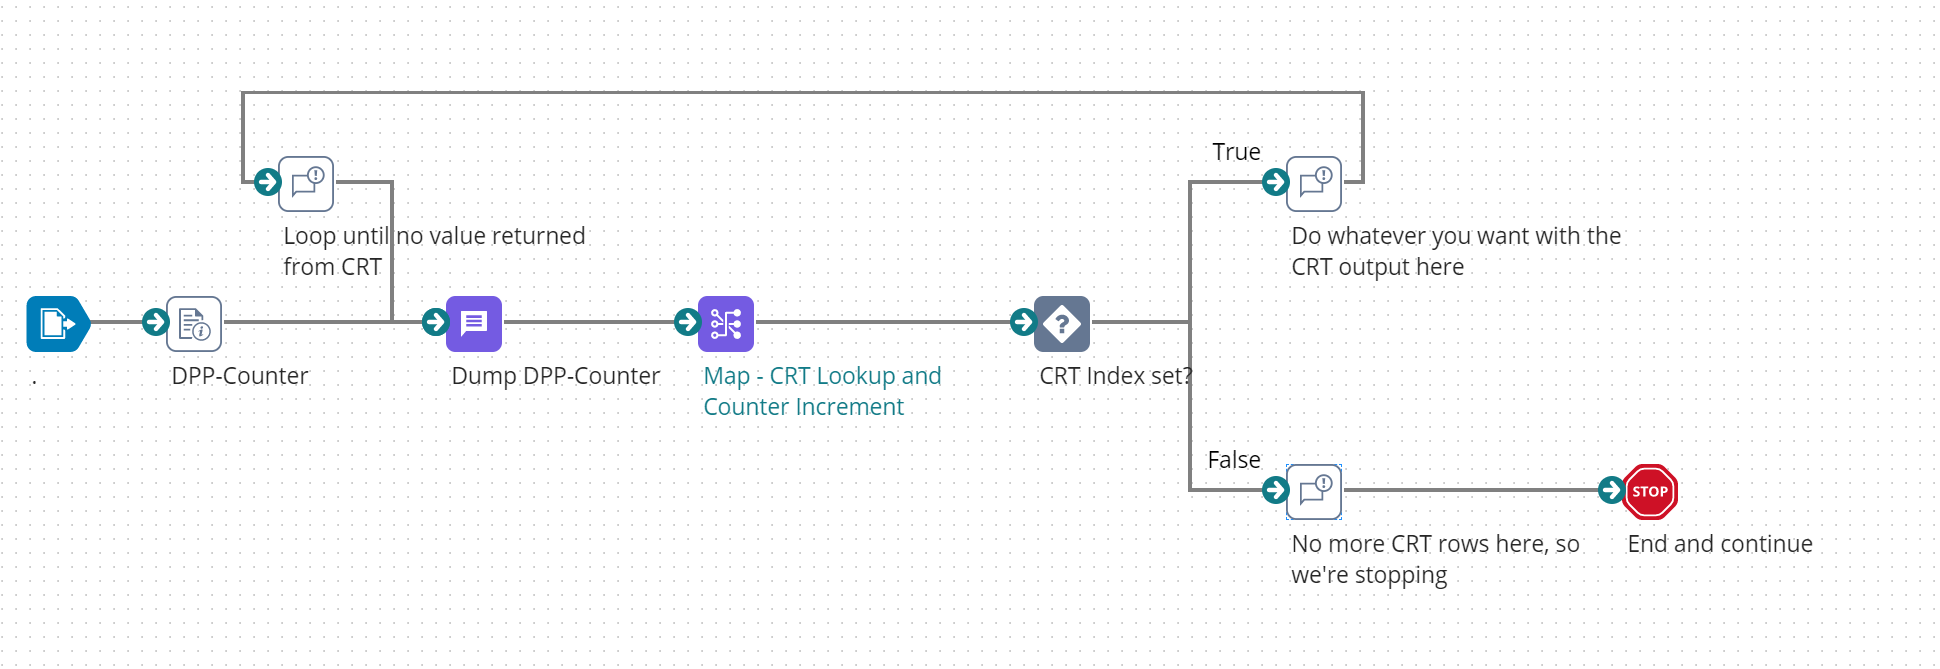 True
Loop until no value returned
from CRT
Do whatever you want with the
CRT output here
.
DPP-Counter
Dump DPP-Counter
Map - CRT Lookup and
Counter Increment
CRT Index set?
False
STOP
No more CRT rows here, so
we're stopping
End and continue